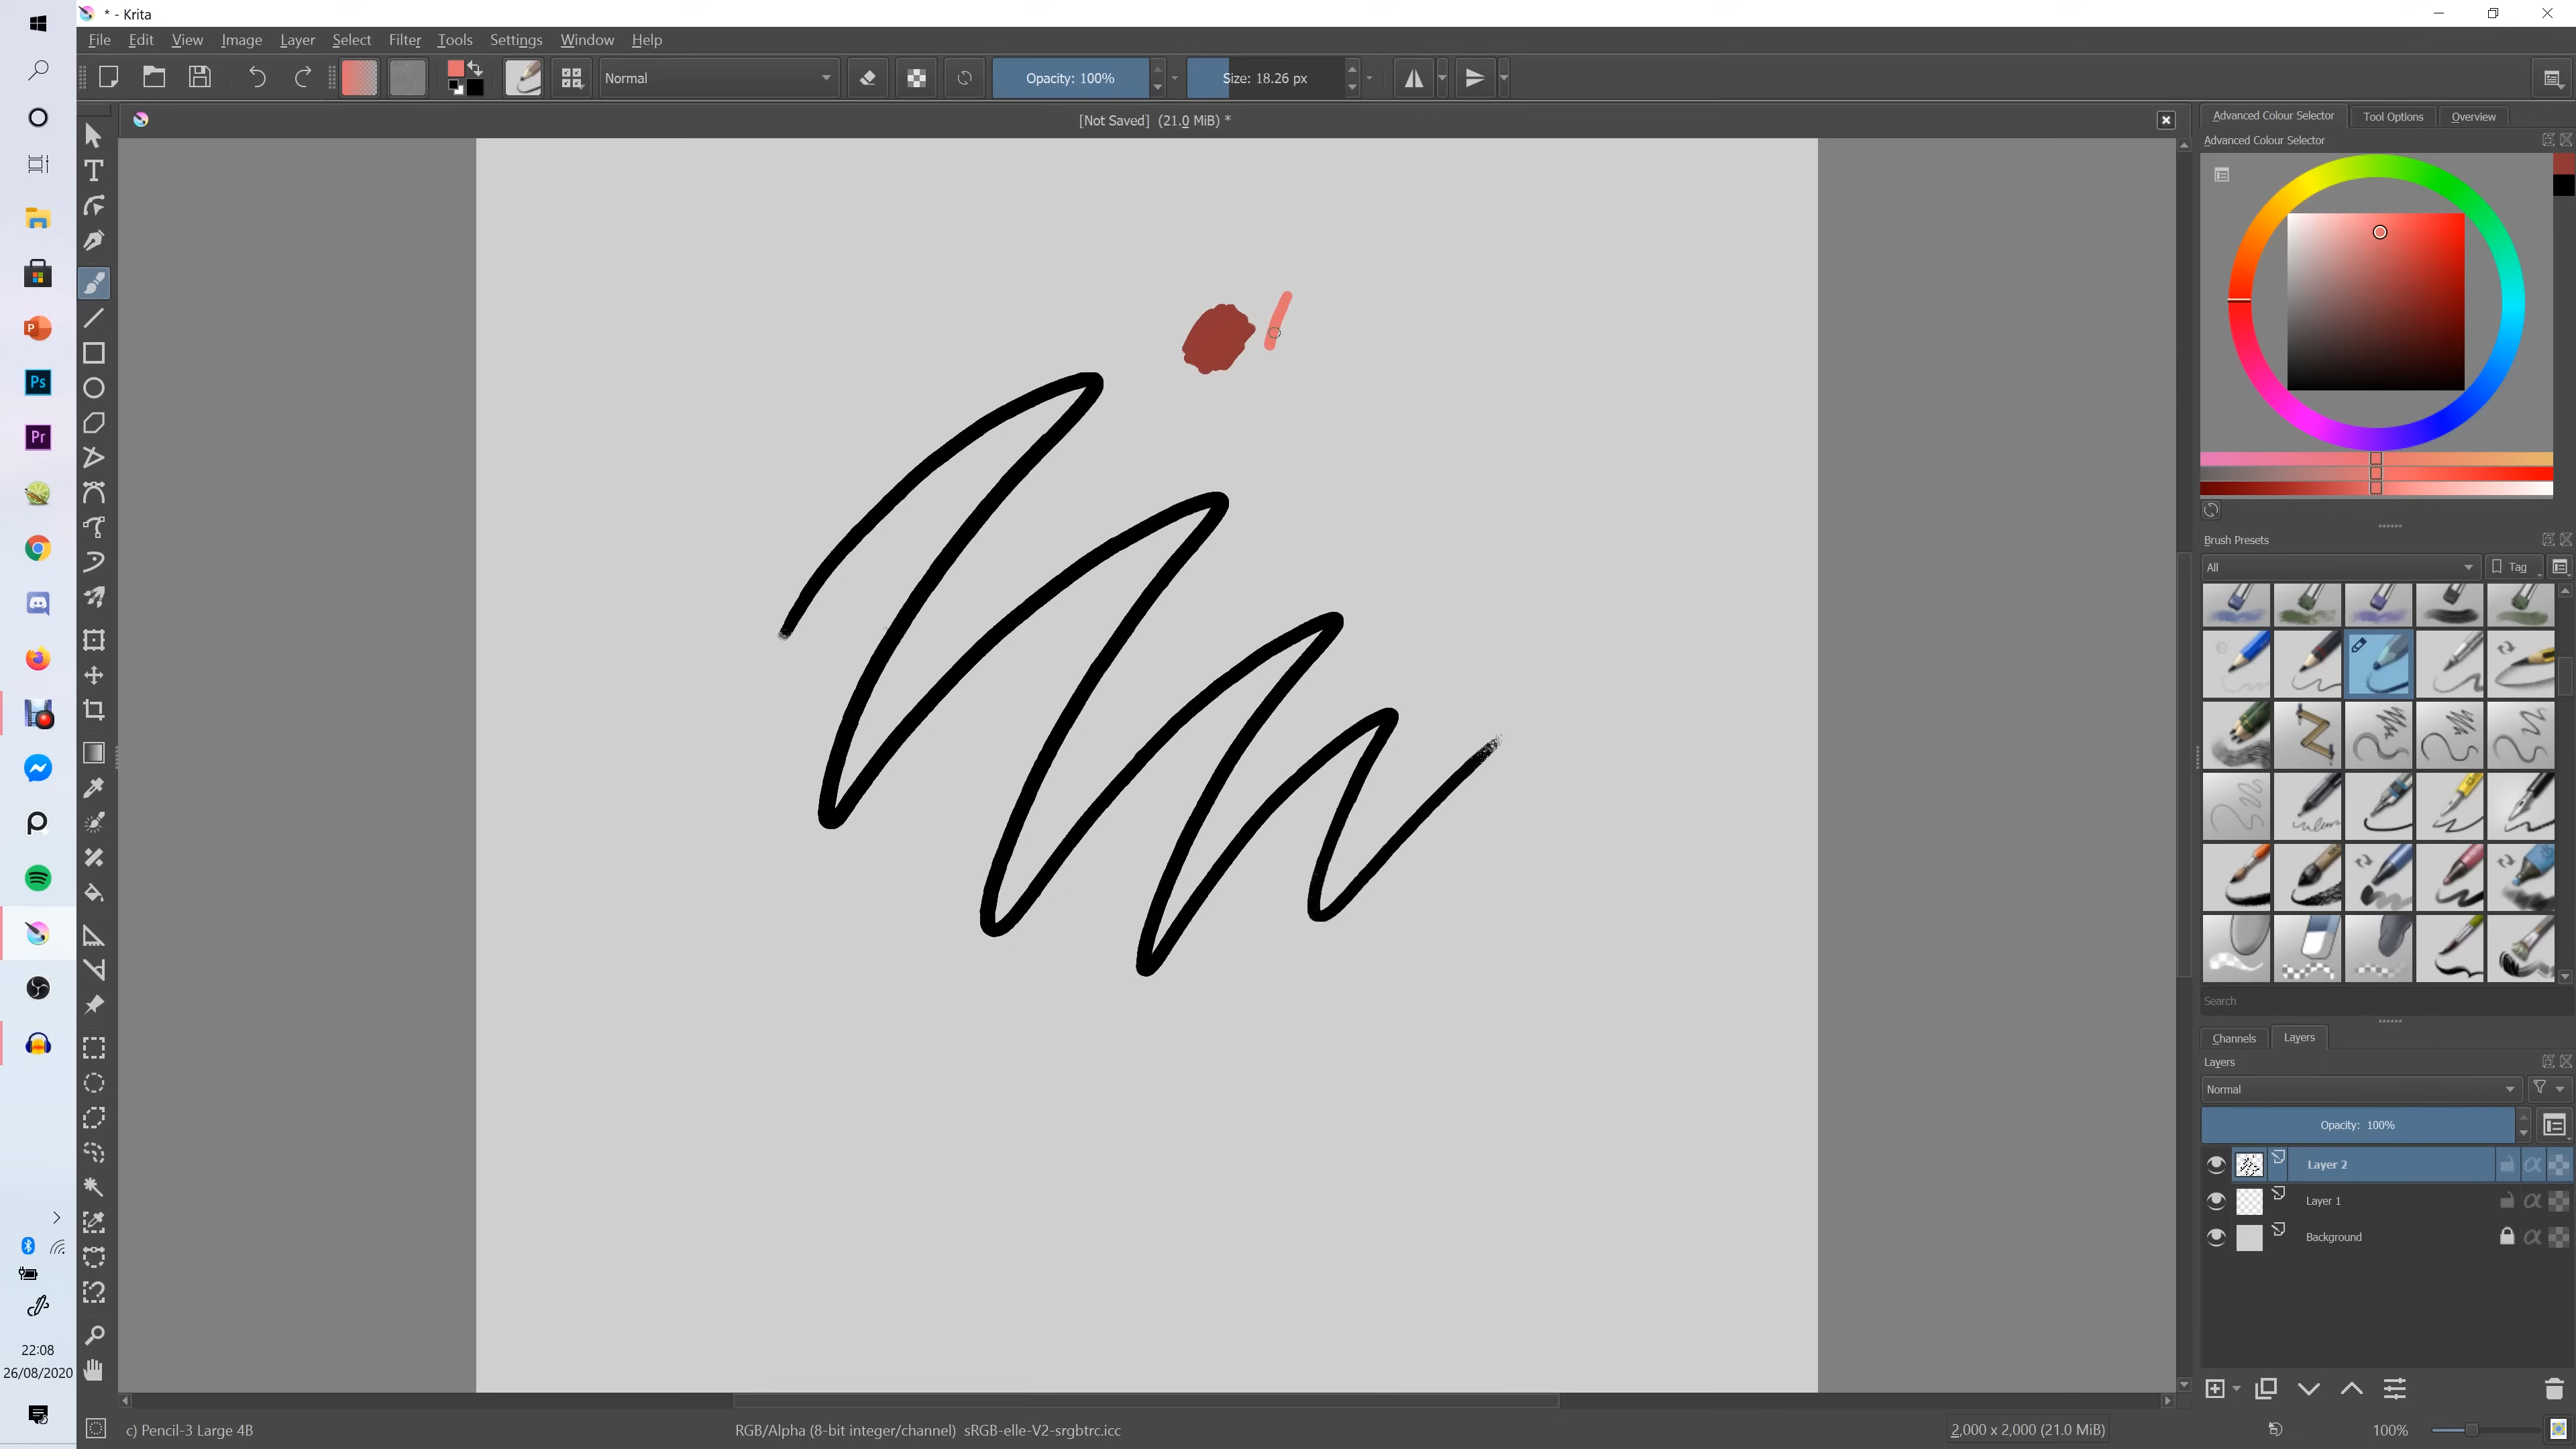 * - Krita
File Edit View Image Layer Select Filter Tools Settings Window Help
Normal Opacity: 100% Size: 18.26 px
[Not Saved] (21.0 MiB) *
Advanced Colour Selector Tool Options Overview
Advanced Colour Selector
Brush Presets
All Tag
Search
Channels Layers
Layers
Normal
Opacity: 100%
Layer 2
Layer 1
Background
P
Ps
Pr
22:08
26/08/2020
c) Pencil-3 Large 4B RGB/Alpha (8-bit integer/channel) sRGB-elle-V2-srgbtrc.icc 2,000 x 2,000 (21.0 MiB) 100%